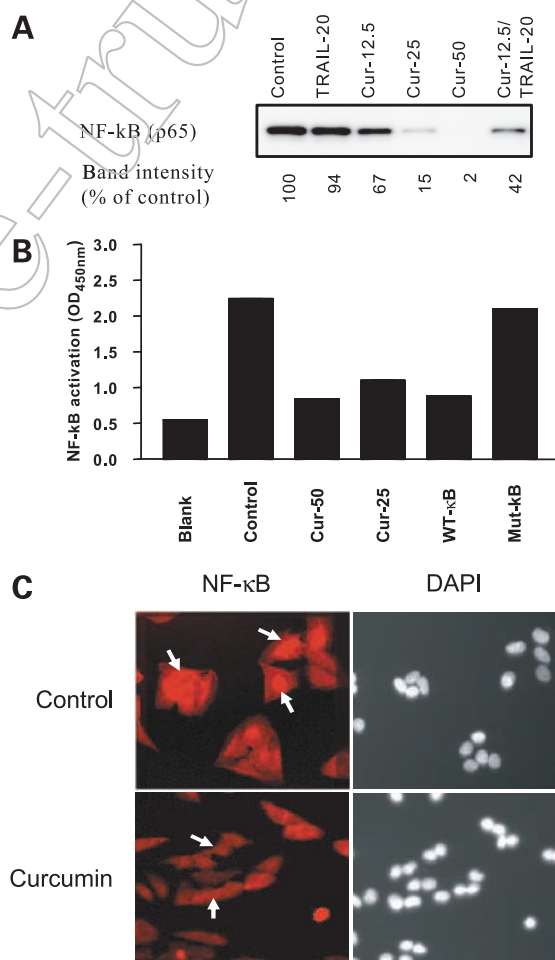 A
Control
TRAIL-20
Cur-12.5
Cur-25
Cur-50
Cur-12.5/
TRAIL-20
NF-kB (p65)
Band intensity
(% of control)
100
94
67
15
2
42
B
NF-kB activation (OD450nm)
3.0
2.5
2.0
1.5
1.0
0.5
0.0
Blank
Control
Cur-50
Cur-25
WT-κB
Mut-kB
C
NF-κB
DAPI
Control
Curcumin